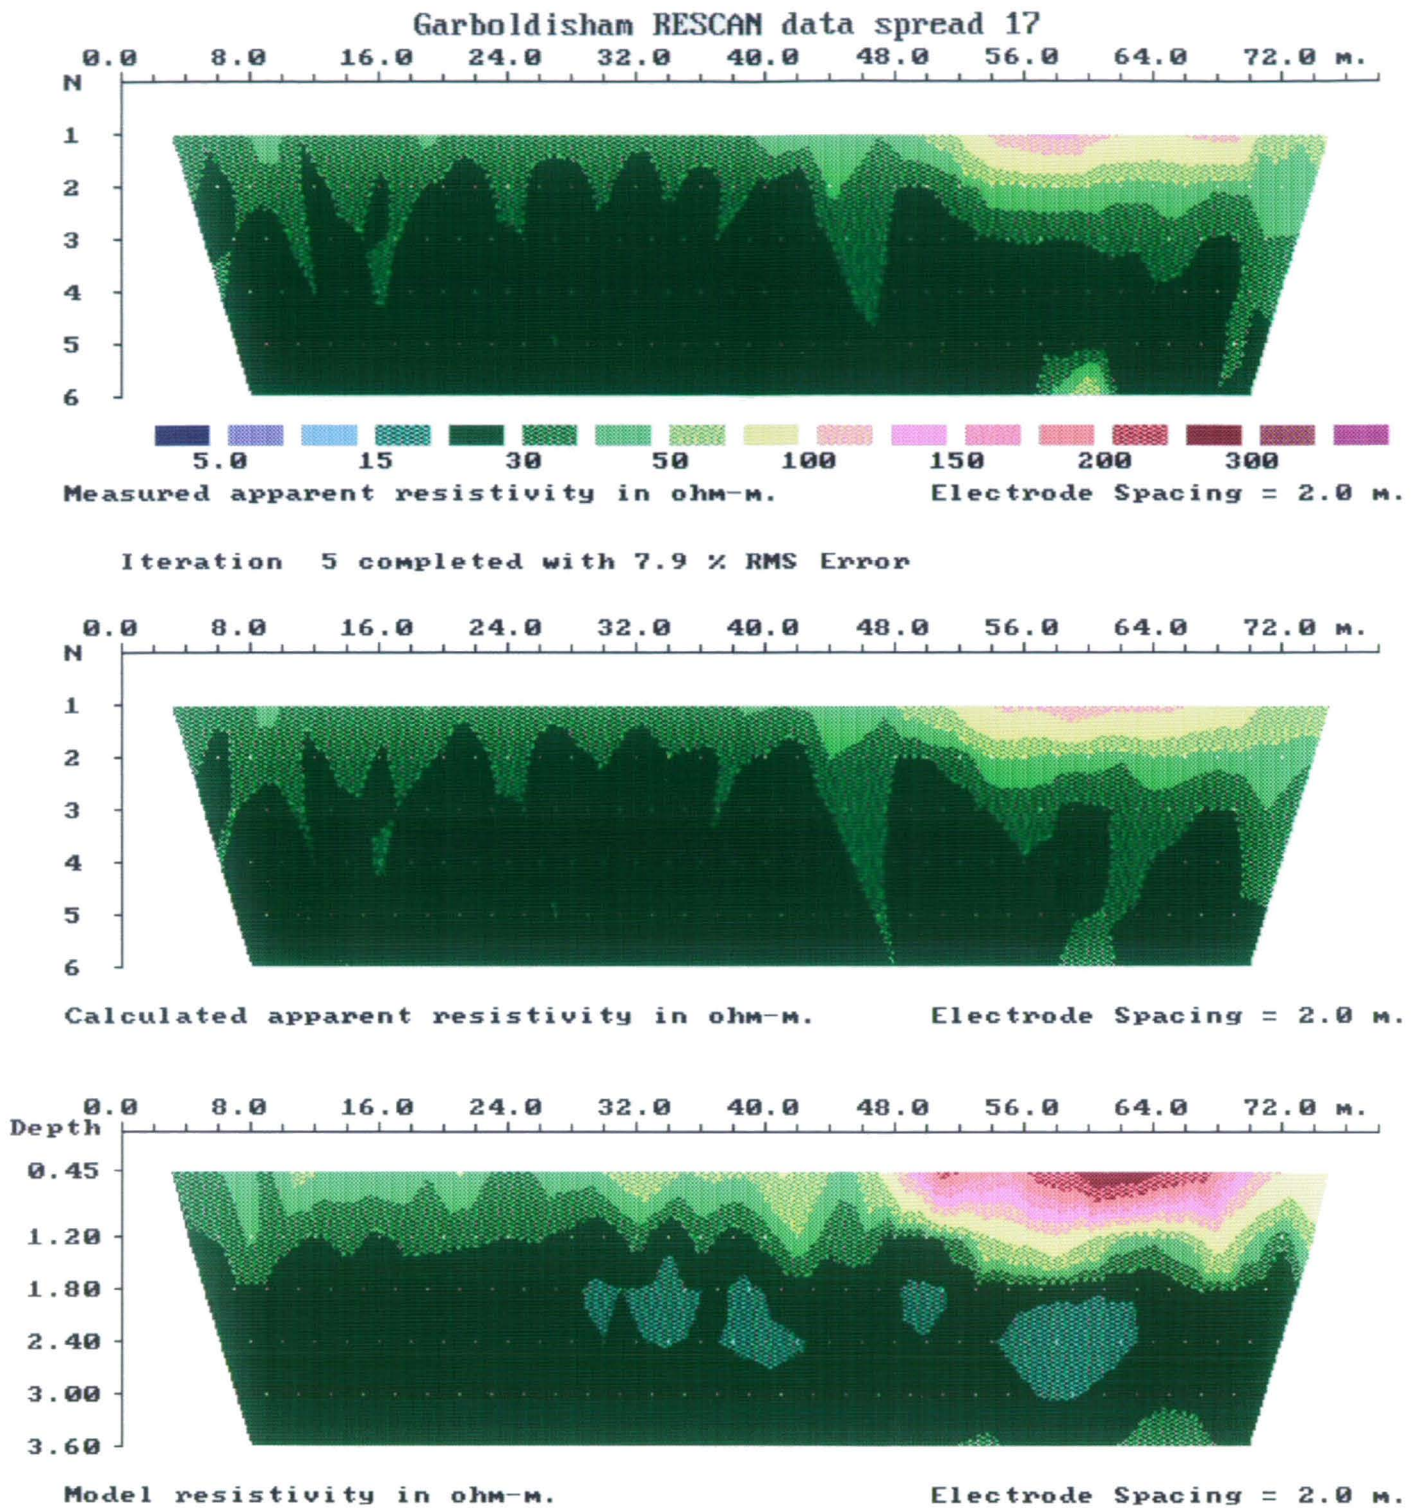 Garboldisham RESCAN data spread 17
0.0 8.0 16.0 24.0 32.0 40.0 48.0 56.0 64.0 72.0 м.
N
1
2
3
4
5
6
5.0 15 30 50 100 150 200 300
Measured apparent resistivity in ohm-m. Electrode Spacing = 2.0 м.
Iteration 5 completed with 7.9 % RMS Error
0.0 8.0 16.0 24.0 32.0 40.0 48.0 56.0 64.0 72.0 м.
N
1
2
3
4
5
6
Calculated apparent resistivity in ohm-m. Electrode Spacing = 2.0 м.
0.0 8.0 16.0 24.0 32.0 40.0 48.0 56.0 64.0 72.0 м.
Depth
0.45
1.20
1.80
2.40
3.00
3.60
Model resistivity in ohm-m. Electrode Spacing = 2.0 м.